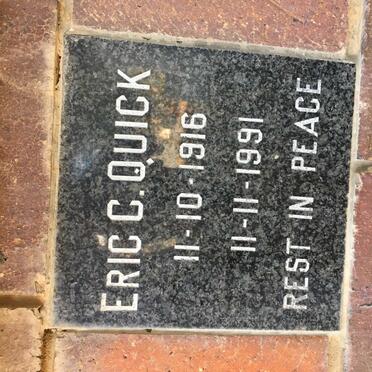 ERIC C. QUICK
11-10-1916
11-11-1991
REST IN PEACE